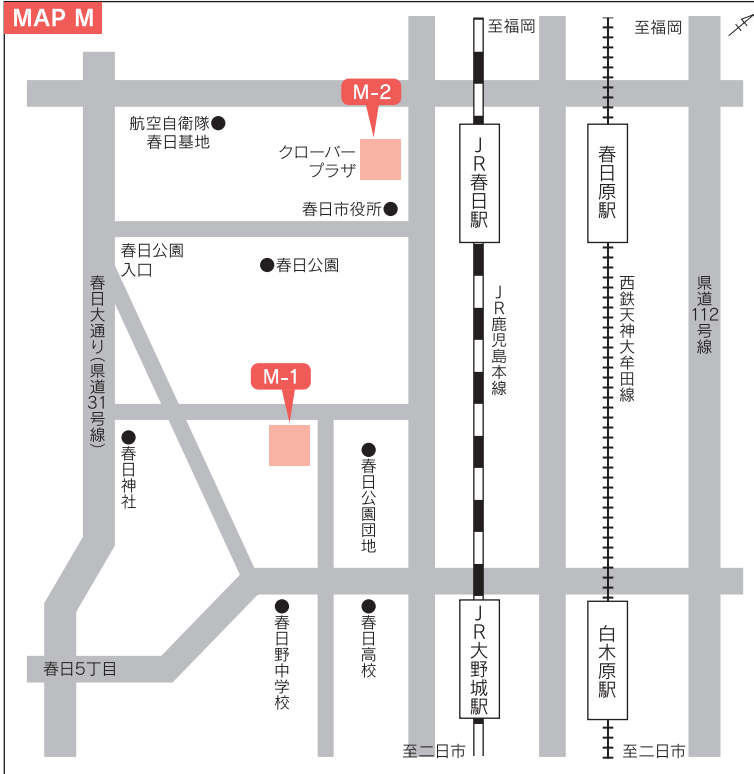 MAP M
至福岡
至福岡
M-2
航空自衛隊
春日基地
クローバー
プラザ
JR春日駅
春日原駅
春日市役所
春日公園
入口
春日公園
春日大通り(県道31号線)
JR鹿児島本線
西鉄天神大牟田線
県道112号線
M-1
春日神社
春日公園団地
春日野中学校
春日高校
JR大野城駅
白木原駅
春日5丁目
至二日市
至二日市